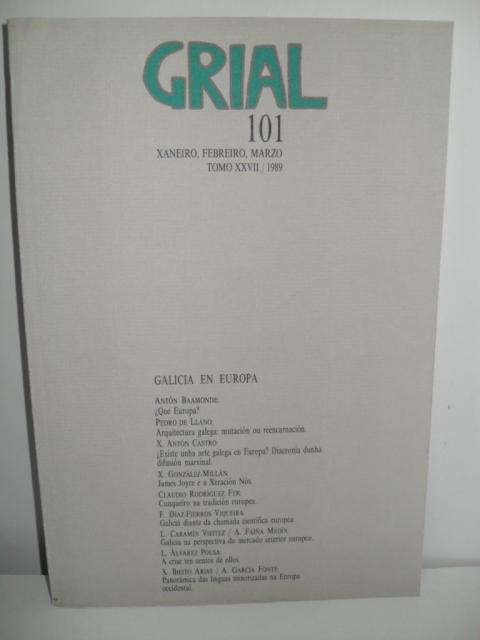 GRIAL
101
XANEIRO, FEBREIRO, MARZO
TOMO XXVII / 1989
GALICIA EN EUROPA
ANTÓN BAAMONDE:
¿Que Europa?
PEDRO DE LLANO:
Arquitectura galega: mutación ou reencarnación.
X. ANTÓN CASTRO:
¿Existe unha arte galega en Europa? Diacronia dunha
difusión marxinal.
X. GONZÁLEZ-MILLÁN:
James Joyce e a Xeración Nós.
CLAUDIO RODRÍGUEZ FER:
Cunqueiro na tradición europea.
F. DÍAZ-FIERROS VIQUEIRA:
Galicia diante da chamada científica europea.
L. CARAMÉS VIEITEZ / A. FAÍÑA MEDÍN:
Galicia na perspectiva do mercado interior europeo.
L. ÁLVAREZ POUSA:
A crise ten centos de ollos.
X. BIEITO ARIAS / A. GARCÍA FONTE:
Panorámica das linguas minorizadas na Europa
occidental.